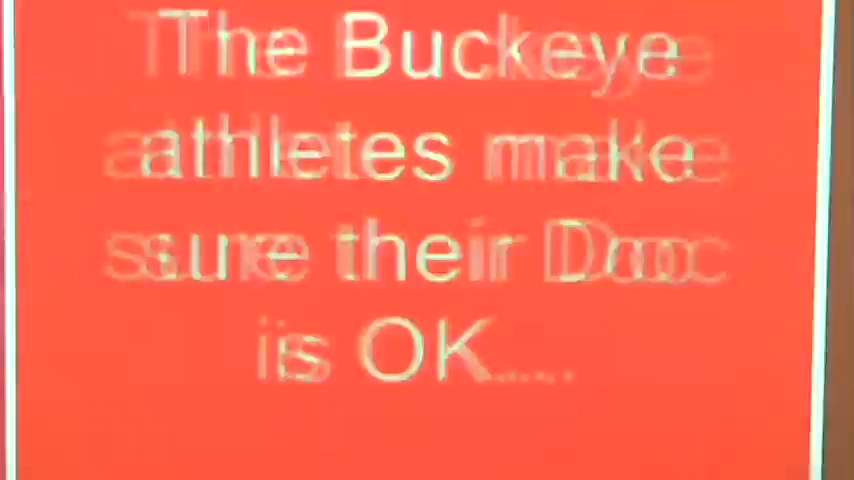 The Buckeye
athletes make
sure their Doc
is OK.....